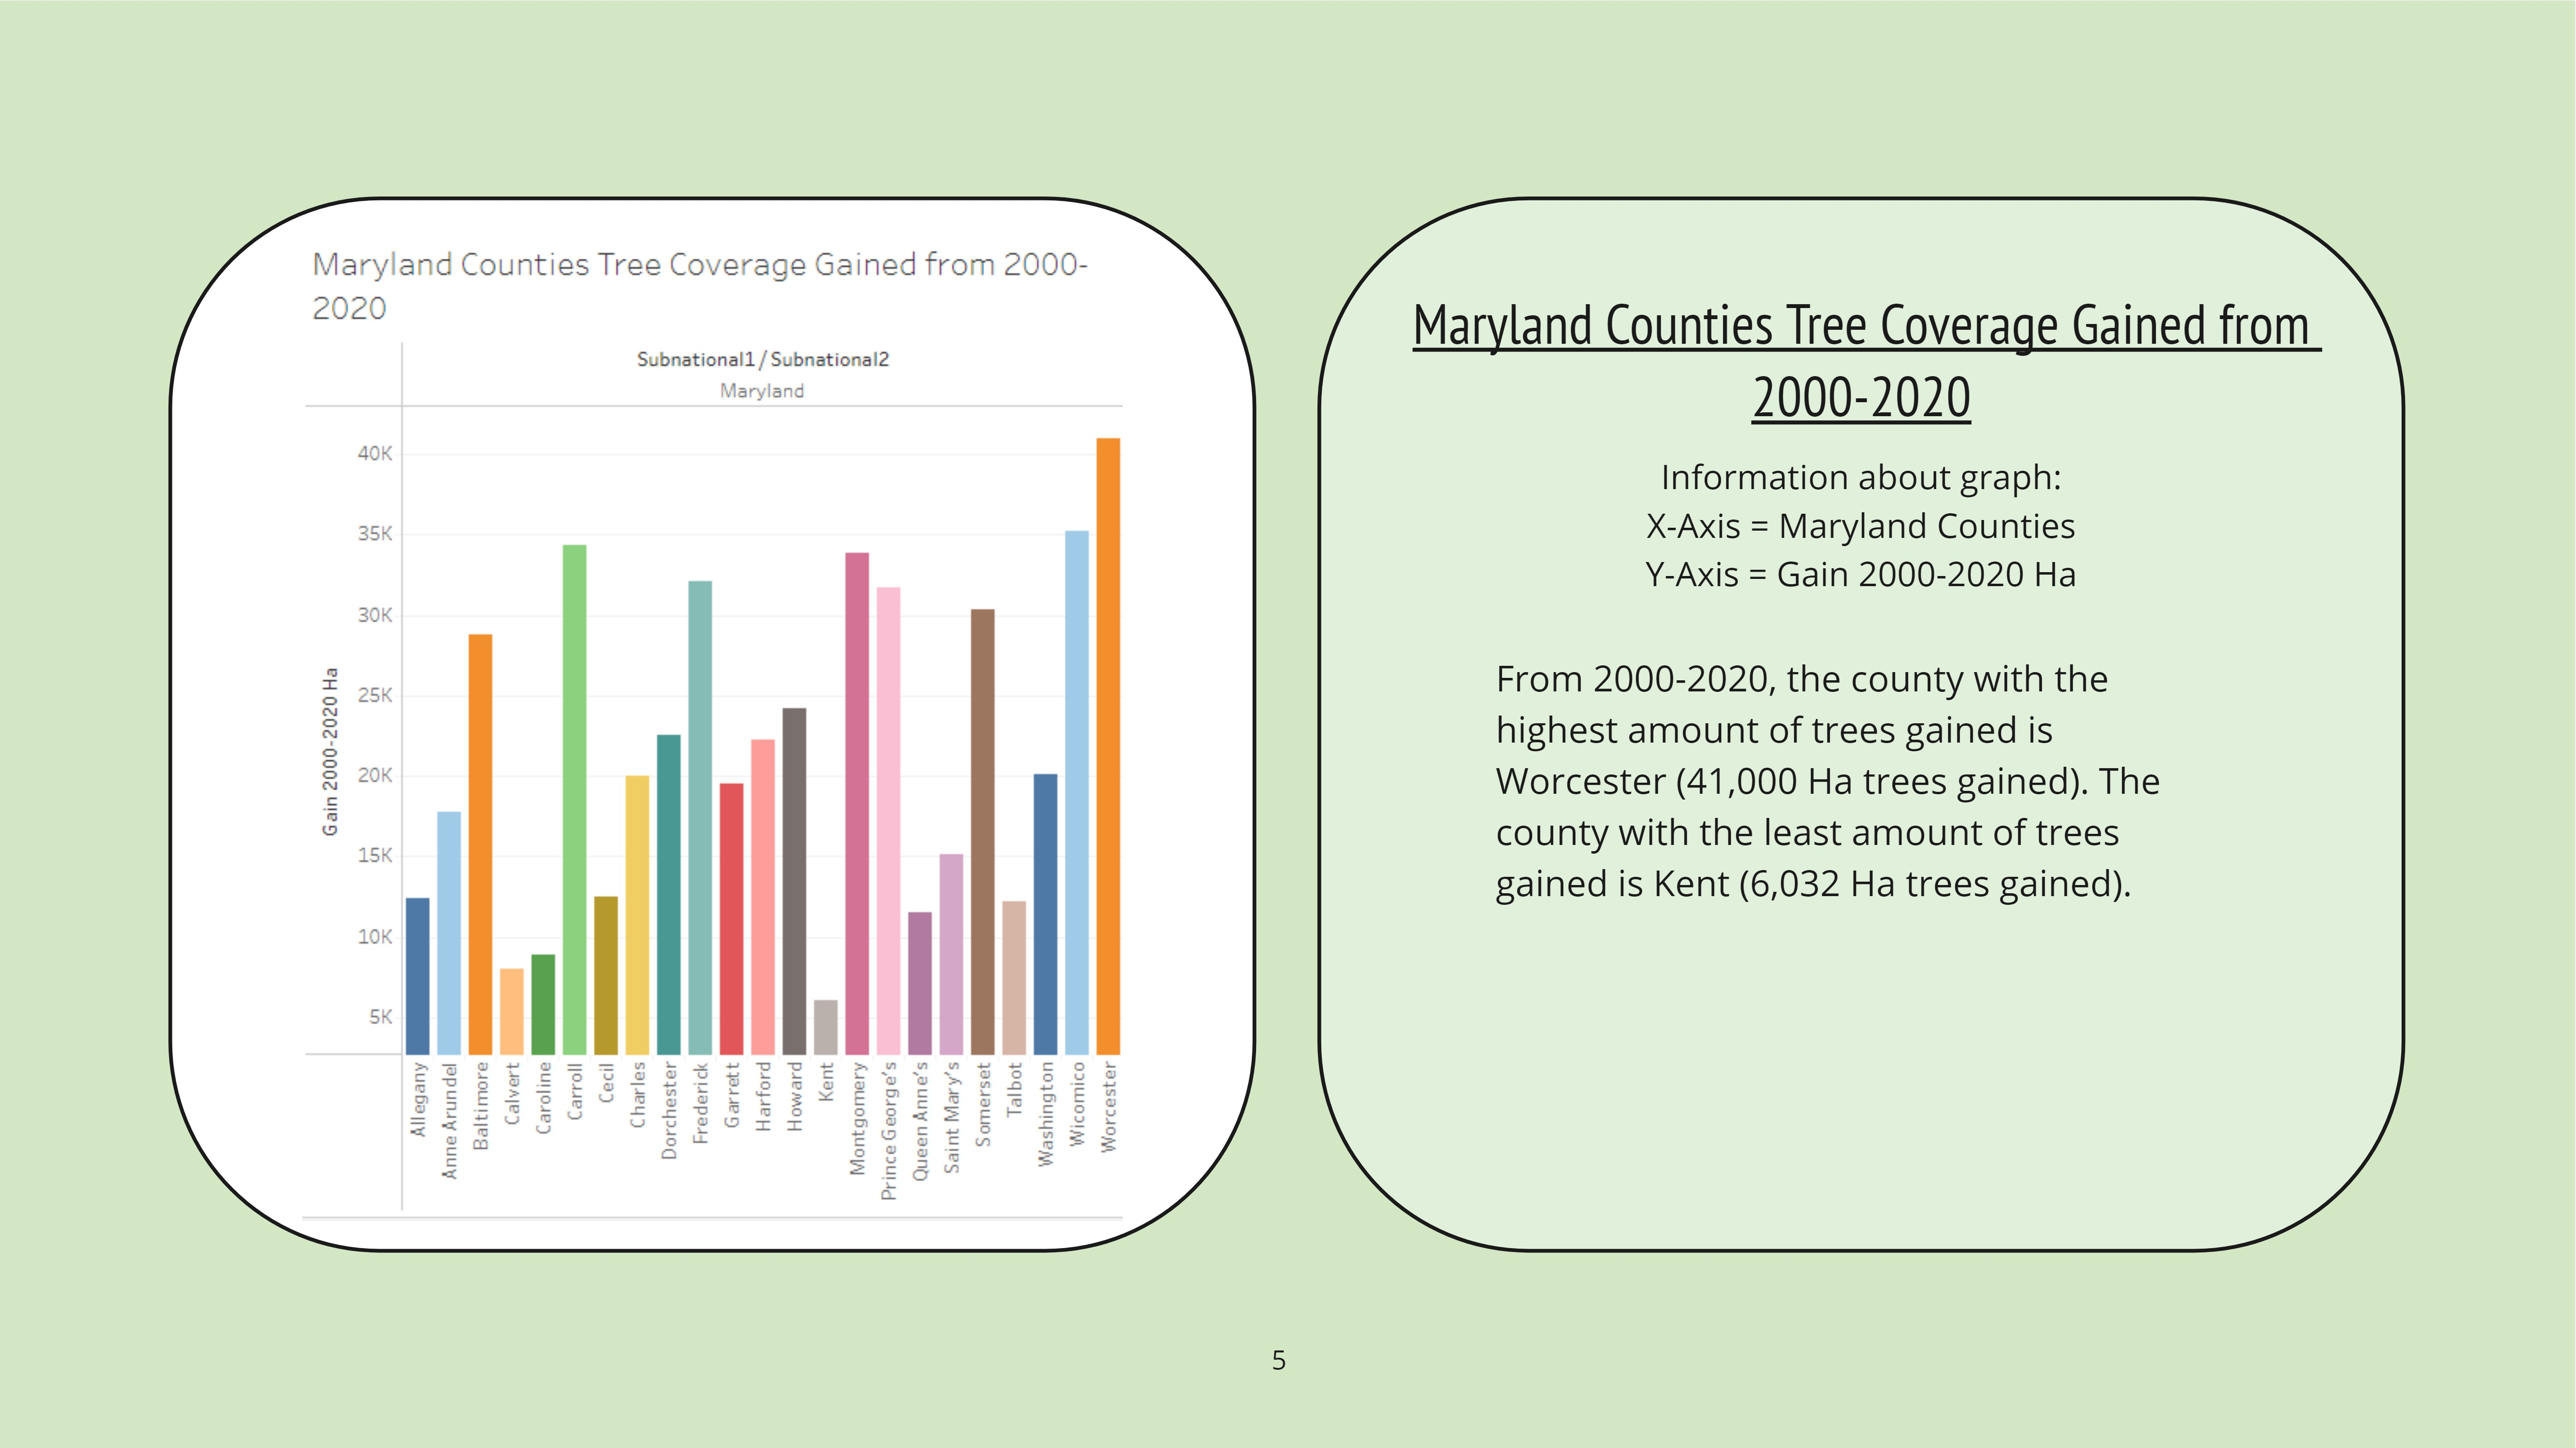 Maryland Counties Tree Coverage Gained from 2000-
2020
Subnational1 / Subnational2
Maryland
Gain 2000-2020 Ha
40K
35K
30K
25K
20K
15K
10K
5K
Allegany
Anne Arundel
Baltimore
Calvert
Caroline
Carroll
Cecil
Charles
Dorchester
Frederick
Garrett
Harford
Howard
Kent
Montgomery
Prince George's
Queen Anne's
Saint Mary's
Somerset
Talbot
Washington
Wicomico
Worcester
Maryland Counties Tree Coverage Gained from
2000-2020
Information about graph:
X-Axis = Maryland Counties
Y-Axis = Gain 2000-2020 Ha
From 2000-2020, the county with the
highest amount of trees gained is
Worcester (41,000 Ha trees gained). The
county with the least amount of trees
gained is Kent (6,032 Ha trees gained).
5